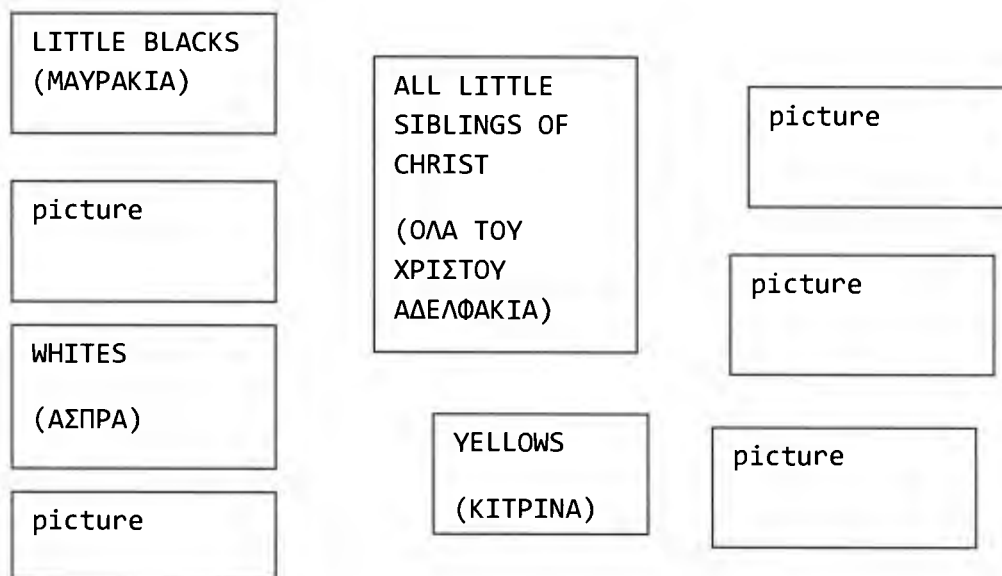 LITTLE BLACKS
(ΜΑΥΡΑΚΙΑ)
picture
WHITES
(ΑΣΠΡΑ)
picture
ALL LITTLE
SIBLINGS OF
CHRIST
(ΟΛΑ ΤΟΥ
ΧΡΙΣΤΟΥ
ΑΔΕΛΦΑΚΙΑ)
YELLOWS
(ΚΙΤΡΙΝΑ)
picture
picture
picture